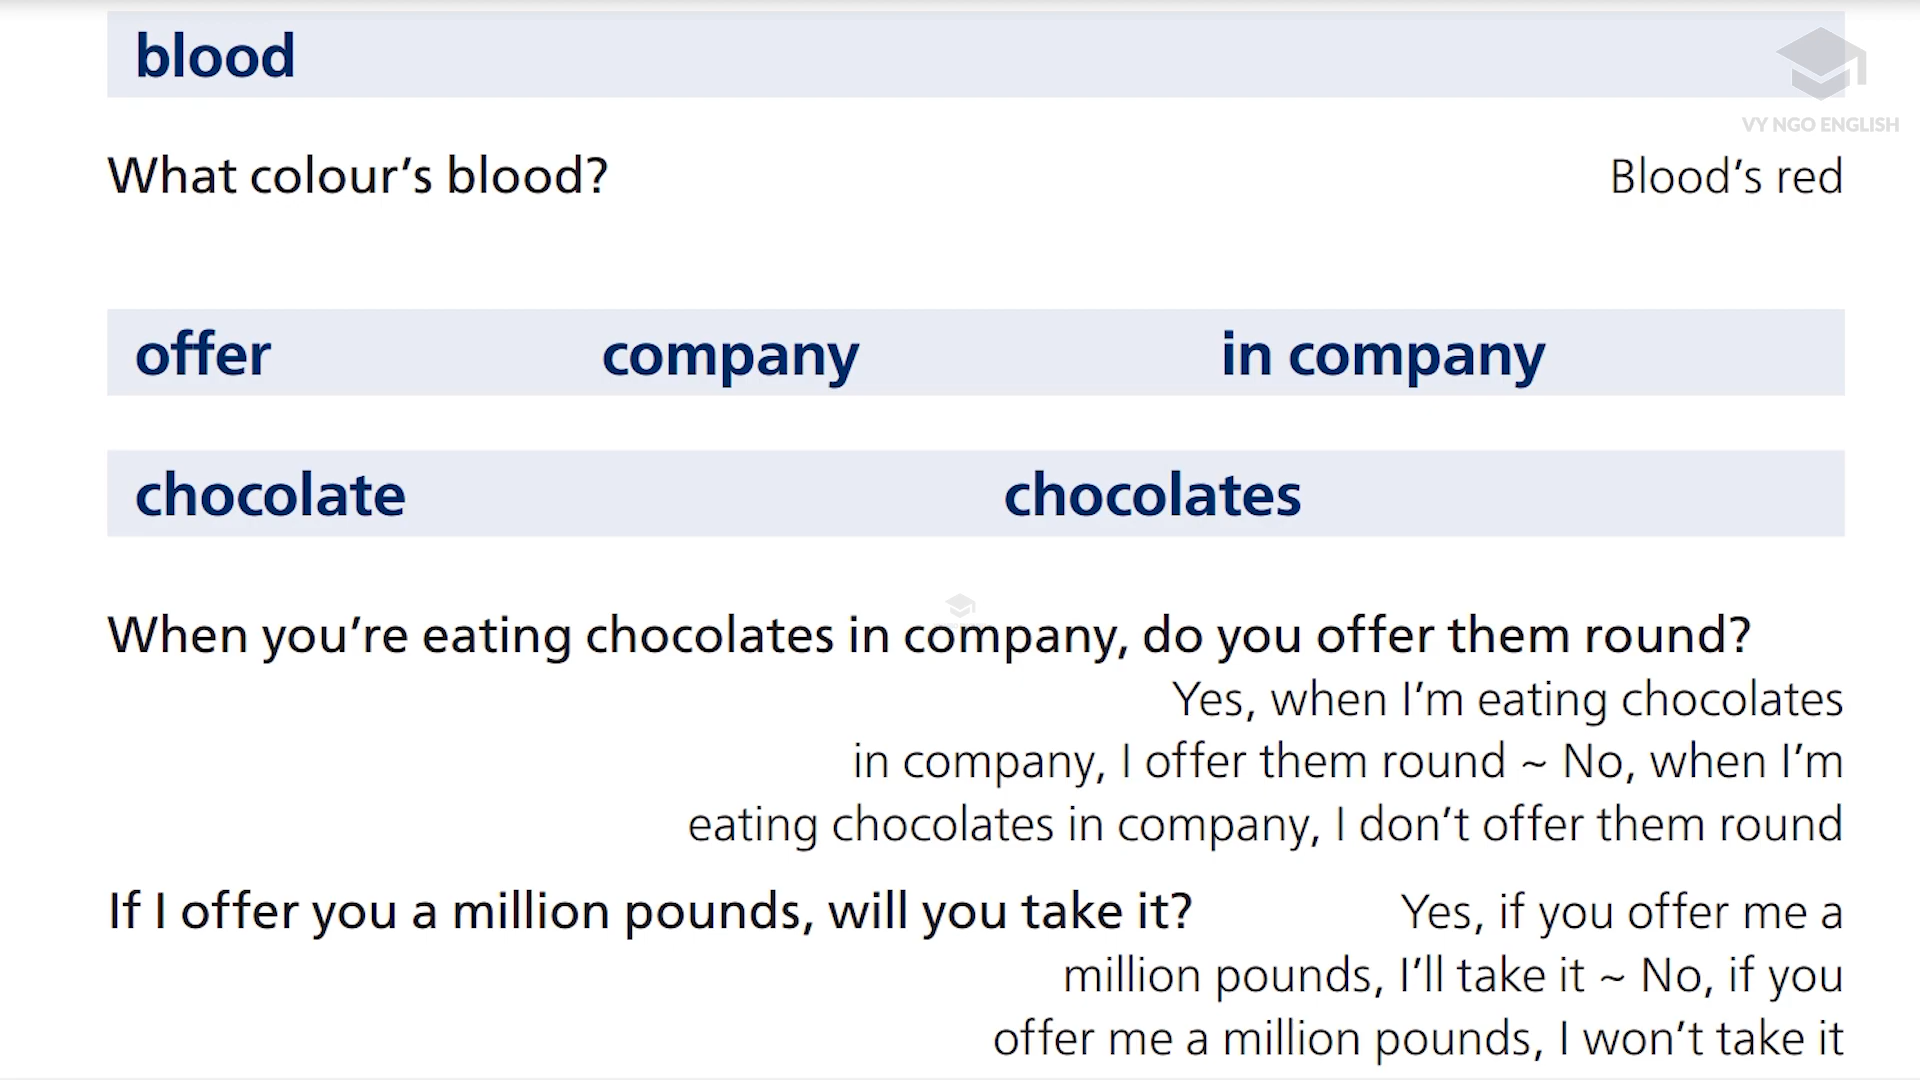 blood
VY NGO ENGLISH
What colour's blood? Blood's red
offer company in company
chocolate chocolates
When you're eating chocolates in company, do you offer them round?
Yes, when I'm eating chocolates
in company, I offer them round ~ No, when I'm
eating chocolates in company, I don't offer them round
If I offer you a million pounds, will you take it? Yes, if you offer me a
million pounds, I'll take it ~ No, if you
offer me a million pounds, I won't take it